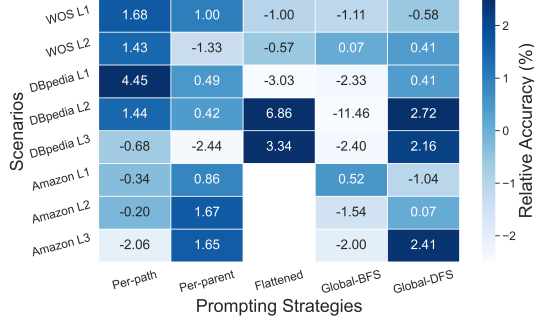 WOS L1 1.68 1.00 -1.00 -1.11 -0.58
WOS L2 1.43 -1.33 -0.57 0.07 0.41
DBpedia L1 4.45 0.49 -3.03 -2.33 0.41
DBpedia L2 1.44 0.42 6.86 -11.46 2.72
DBpedia L3 -0.68 -2.44 3.34 -2.40 2.16
Amazon L1 -0.34 0.86 0.52 -1.04
Amazon L2 -0.20 1.67 -1.54 0.07
Amazon L3 -2.06 1.65 -2.00 2.41
Scenarios
Per-path Per-parent Flattened Global-BFS Global-DFS
Prompting Strategies
2
1
0
−1
−2
Relative Accuracy (%)